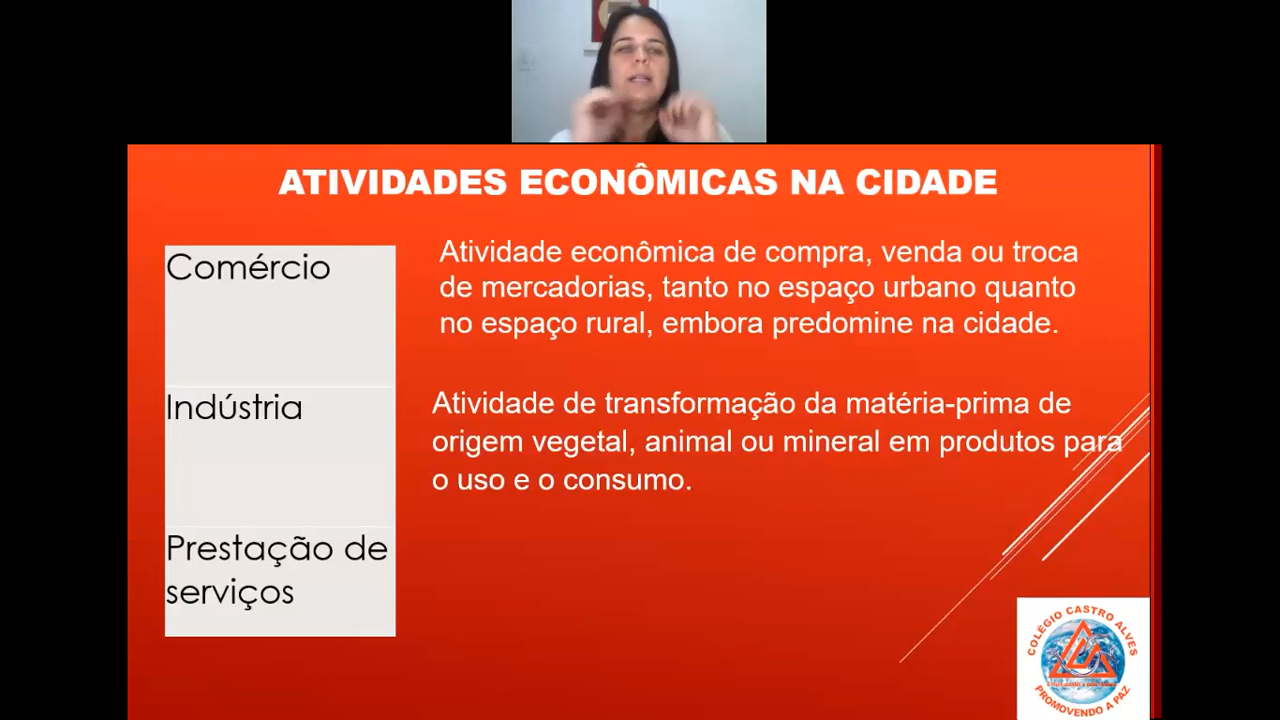 ATIVIDADES ECONÔMICAS NA CIDADE
Comércio
Atividade econômica de compra, venda ou troca
de mercadorias, tanto no espaço urbano quanto
no espaço rural, embora predomine na cidade.
Indústria
Atividade de transformação da matéria-prima de
origem vegetal, animal ou mineral em produtos para
o uso e o consumo.
Prestação de
serviços
COLÉGIO CASTRO ALVES
PROMOVENDO A PAZ